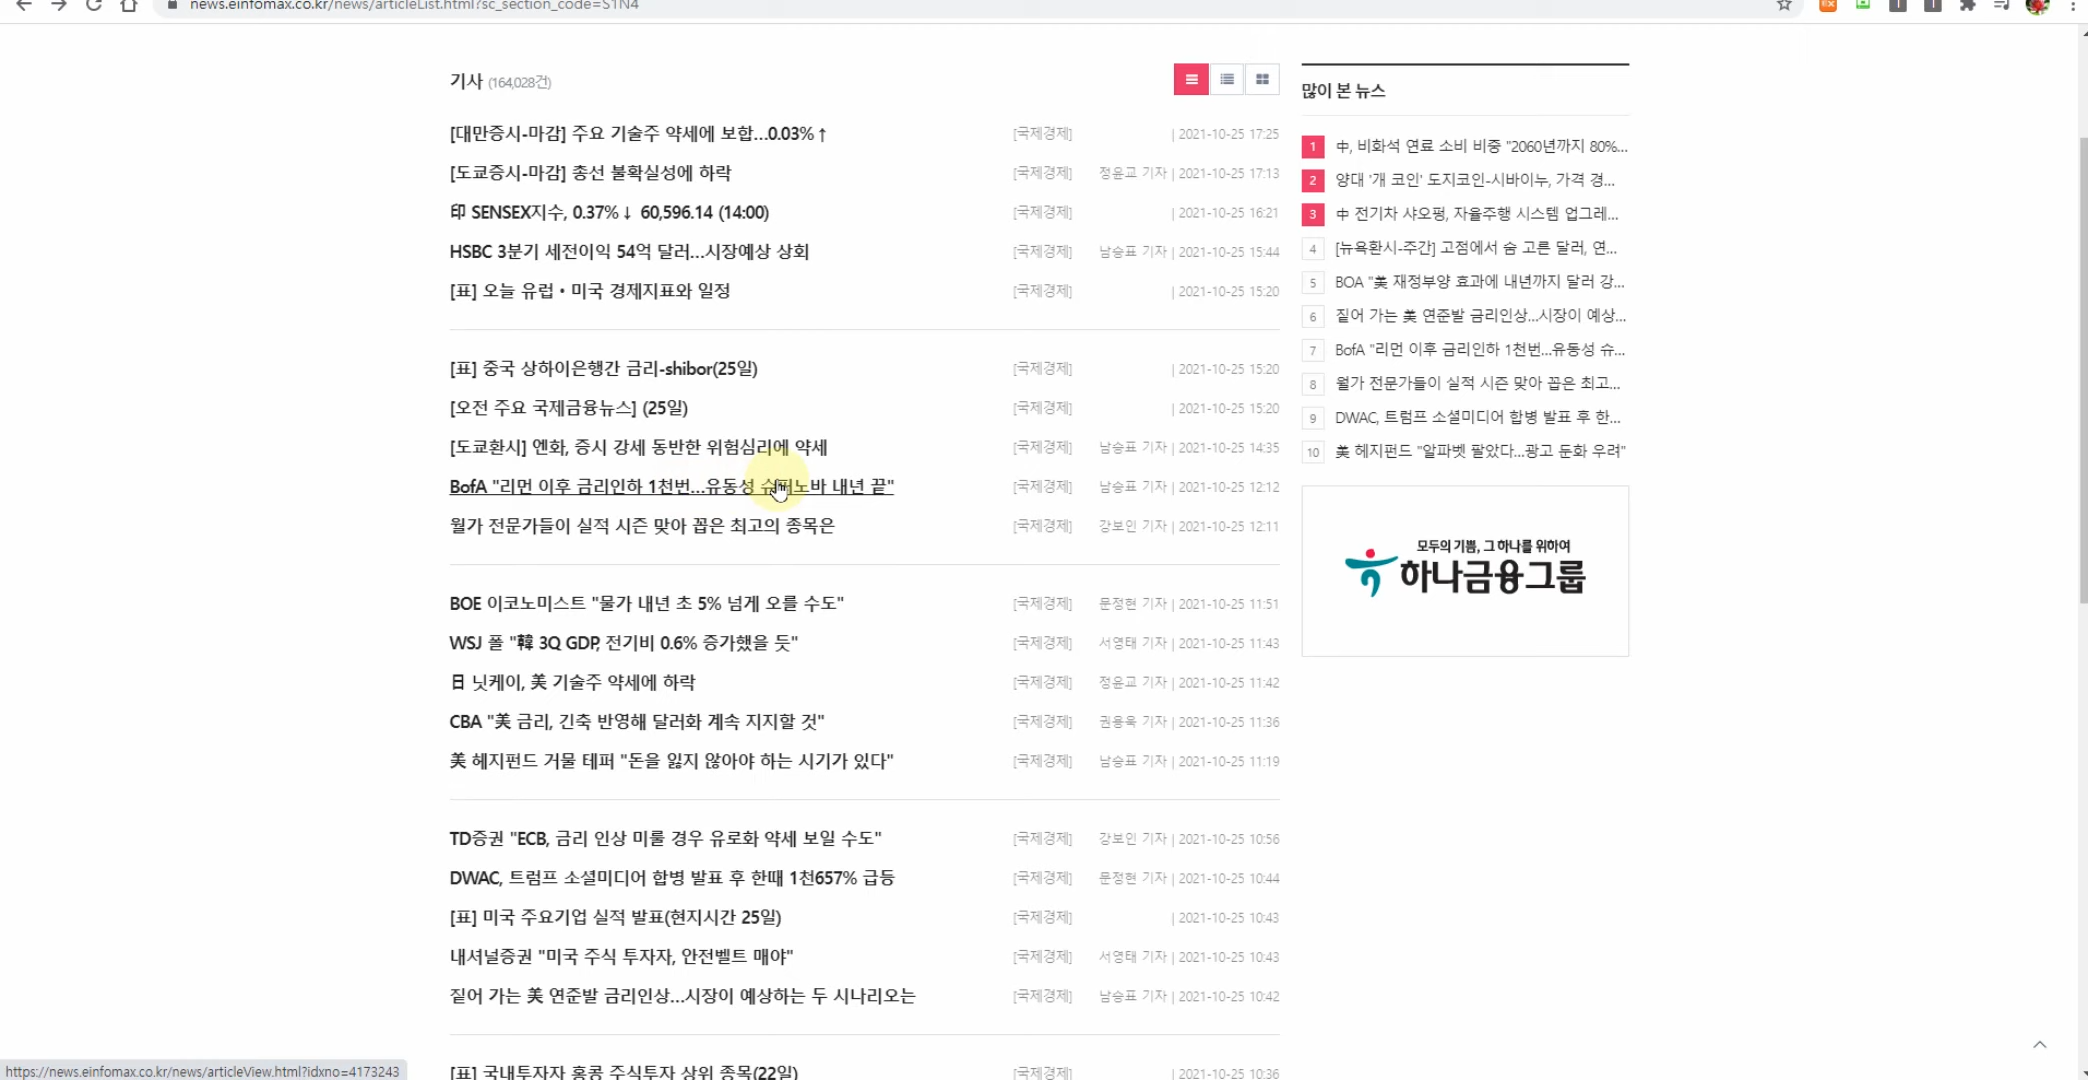 news.einfomax.co.kr/news/articleList.html?sc_section_code=S1N4
기사 (164,028건)
[대만증시-마감] 주요 기술주 약세에 보합...0.03%↑ [국제경제] | 2021-10-25 17:25
[도쿄증시-마감] 총선 불확실성에 하락 [국제경제] 정윤교 기자 | 2021-10-25 17:13
印 SENSEX지수, 0.37%↓ 60,596.14 (14:00) [국제경제] | 2021-10-25 16:21
HSBC 3분기 세전이익 54억 달러...시장예상 상회 [국제경제] 남승표 기자 | 2021-10-25 15:44
[표] 오늘 유럽・미국 경제지표와 일정 [국제경제] | 2021-10-25 15:20
[표] 중국 상하이은행간 금리-shibor(25일) [국제경제] | 2021-10-25 15:20
[오전 주요 국제금융뉴스] (25일) [국제경제] | 2021-10-25 15:20
[도쿄환시] 엔화, 증시 강세 동반한 위험심리에 약세 [국제경제] 남승표 기자 | 2021-10-25 14:35
BofA "리먼 이후 금리인하 1천번...유동성 슈퍼노바 내년 끝" [국제경제] 남승표 기자 | 2021-10-25 12:12
월가 전문가들이 실적 시즌 맞아 꼽은 최고의 종목은 [국제경제] 강보인 기자 | 2021-10-25 12:11
BOE 이코노미스트 "물가 내년 초 5% 넘게 오를 수도" [국제경제] 문정현 기자 | 2021-10-25 11:51
WSJ 폴 "韓 3Q GDP, 전기비 0.6% 증가했을 듯" [국제경제] 서영태 기자 | 2021-10-25 11:43
日 닛케이, 美 기술주 약세에 하락 [국제경제] 정윤교 기자 | 2021-10-25 11:42
CBA "美 금리, 긴축 반영해 달러화 계속 지지할 것" [국제경제] 권용욱 기자 | 2021-10-25 11:36
美 헤지펀드 거물 테퍼 "돈을 잃지 않아야 하는 시기가 있다" [국제경제] 남승표 기자 | 2021-10-25 11:19
TD증권 "ECB, 금리 인상 미룰 경우 유로화 약세 보일 수도" [국제경제] 강보인 기자 | 2021-10-25 10:56
DWAC, 트럼프 소셜미디어 합병 발표 후 한때 1천657% 급등 [국제경제] 문정현 기자 | 2021-10-25 10:44
[표] 미국 주요기업 실적 발표(현지시간 25일) [국제경제] | 2021-10-25 10:43
내셔널증권 "미국 주식 투자자, 안전벨트 매야" [국제경제] 서영태 기자 | 2021-10-25 10:43
짙어 가는 美 연준발 금리인상...시장이 예상하는 두 시나리오는 [국제경제] 남승표 기자 | 2021-10-25 10:42
[표] 국내투자자 홍콩 주식투자 상위 종목(22일) [국제경제] | 2021-10-25 10:36
많이 본 뉴스
1 中, 비화석 연료 소비 비중 "2060년까지 80%...
2 양대 '개 코인' 도지코인-시바이누, 가격 경...
3 中 전기차 샤오펑, 자율주행 시스템 업그레...
4 [뉴욕환시-주간] 고점에서 숨 고른 달러, 연...
5 BOA "美 재정부양 효과에 내년까지 달러 강...
6 짙어 가는 美 연준발 금리인상...시장이 예상...
7 BofA "리먼 이후 금리인하 1천번...유동성 슈...
8 월가 전문가들이 실적 시즌 맞아 꼽은 최고...
9 DWAC, 트럼프 소셜미디어 합병 발표 후 한...
10 美 헤지펀드 "알파벳 팔았다...광고 둔화 우려"
모두의 기쁨, 그 하나를 위하여
하나금융그룹
https://news.einfomax.co.kr/news/articleView.html?idxno=4173243